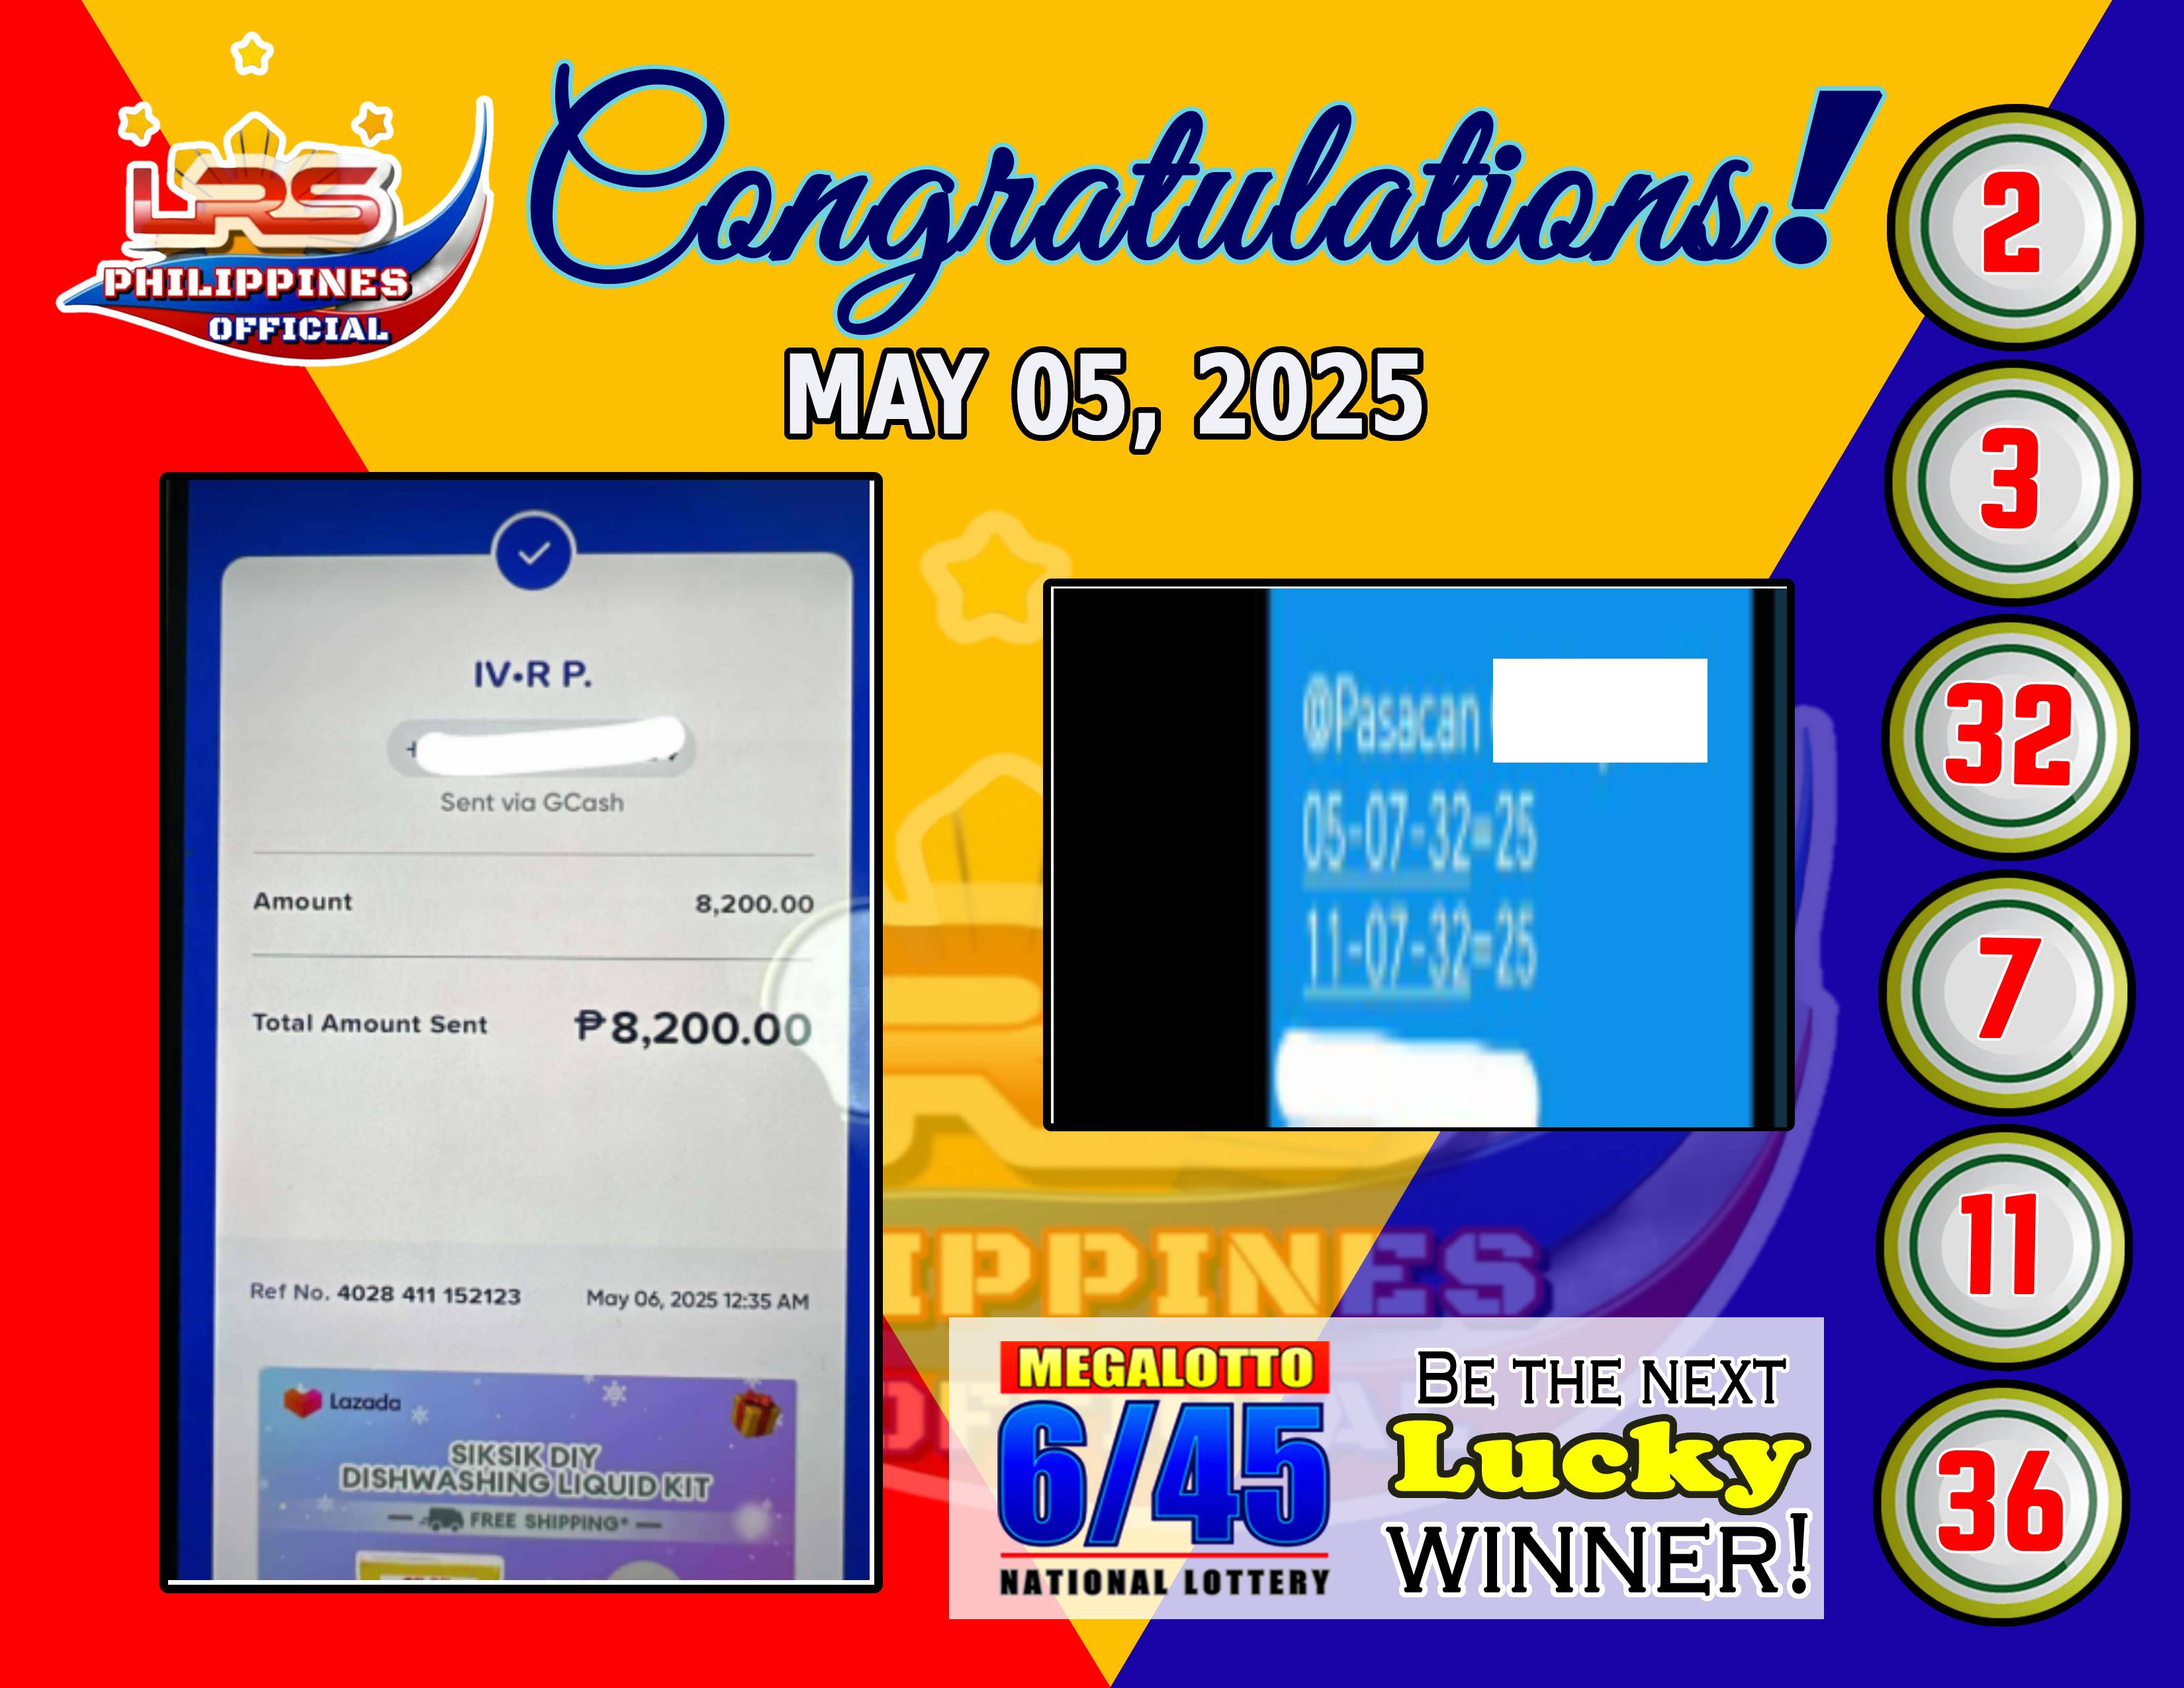 LRS
PHILIPPINES
OFFICIAL
Congratulations!
MAY 05, 2025
IV•R P.
Sent via GCash
Amount 8,200.00
Total Amount Sent ₱8,200.00
Ref No. 4028 411 152123 May 06, 2025 12:35 AM
Lazada
SIKSIK DIY
DISHWASHING LIQUID KIT
FREE SHIPPING*
@Pasacan
05-07-32=25
11-07-32=25
MEGALOTTO
6/45
NATIONAL LOTTERY
BE THE NEXT
Lucky
WINNER!
2
3
32
7
11
36